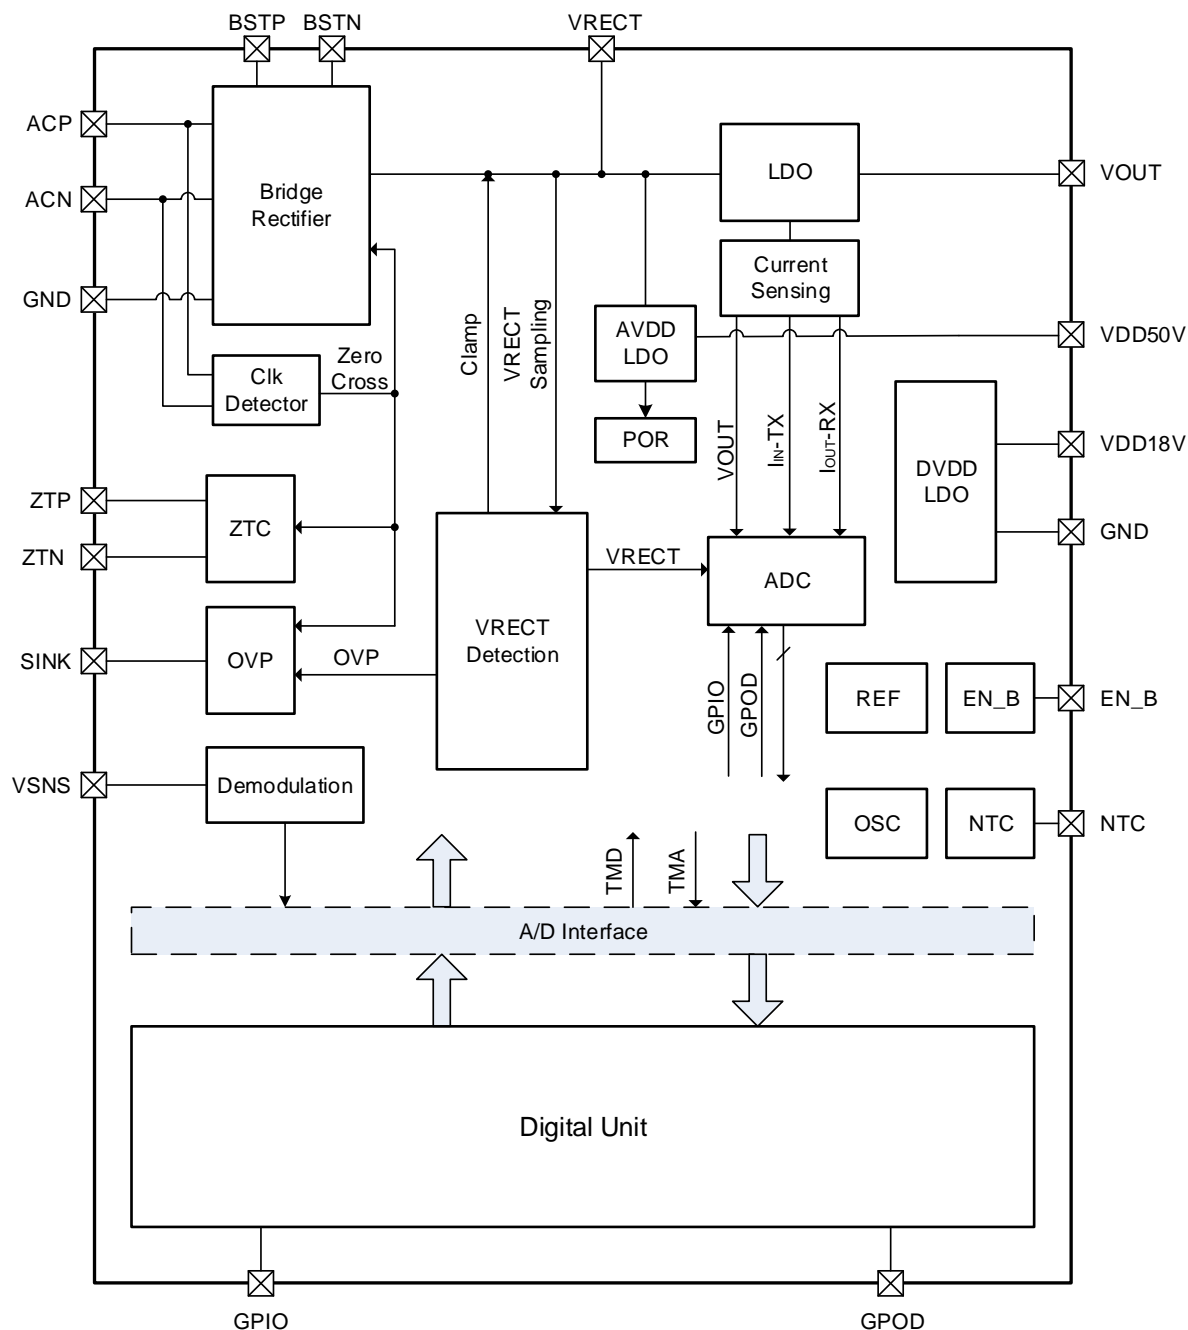 BSTP
BSTN
VRECT
ACP
ACN
GND
Bridge
Rectifier
LDO
VOUT
Current
Sensing
AVDD
LDO
VDD50V
Clamp
VRECT
Sampling
Zero
Cross
Clk
Detector
POR
VOUT
IIN-TX
IOUT-RX
DVDD
LDO
VDD18V
GND
ZTP
ZTN
ZTC
VRECT
ADC
SINK
OVP
OVP
VRECT
Detection
GPIO
GPOD
REF
EN_B
EN_B
VSNS
Demodulation
OSC
NTC
NTC
TMD
TMA
A/D Interface
Digital Unit
GPIO
GPOD